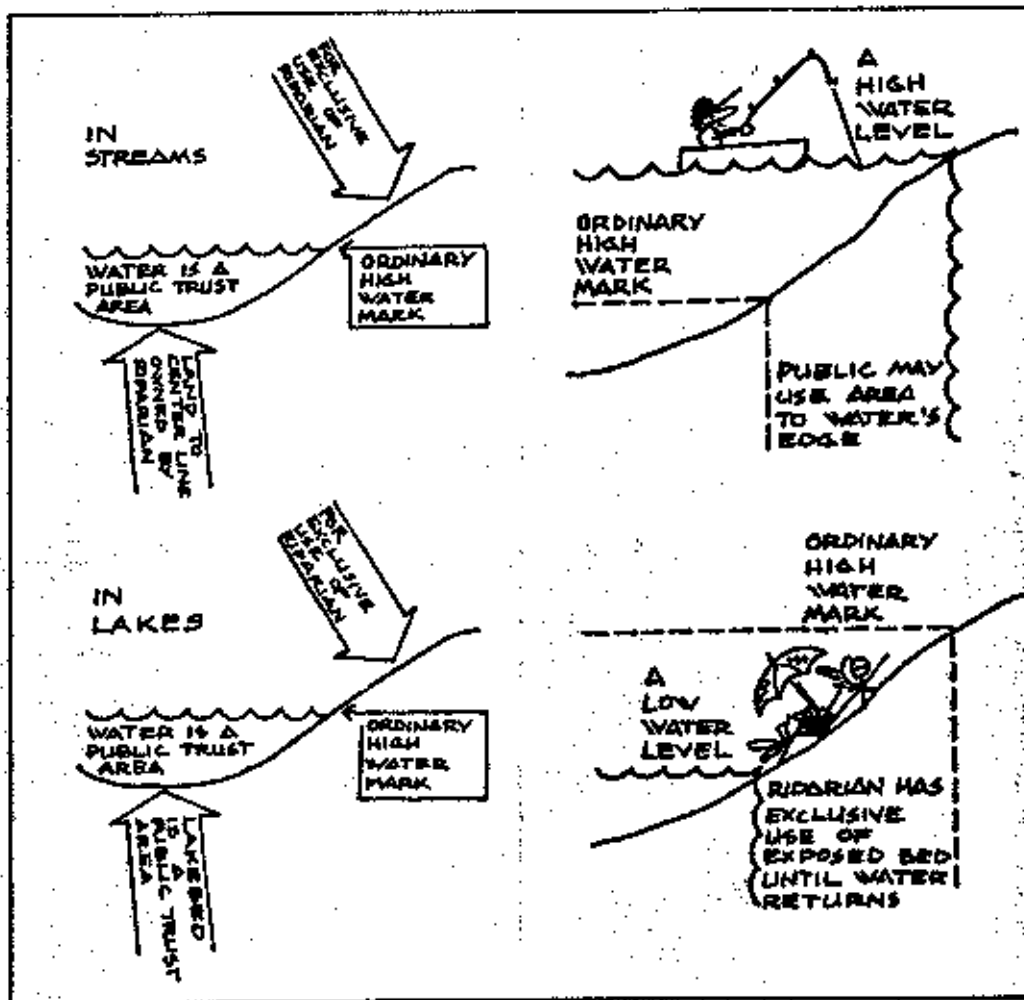 IN
STREAMS
FOR
EXCLUSIVE
USE OF
RIPARIAN
WATER IS A
PUBLIC TRUST
AREA
ORDINARY
HIGH
WATER
MARK
LAND TO
CENTER LINE
OWNED BY
RIPARIAN
A
HIGH
WATER
LEVEL
ORDINARY
HIGH
WATER
MARK
PUBLIC MAY
USE AREA
TO WATER'S
EDGE
IN
LAKES
FOR
EXCLUSIVE
USE OF
RIPARIAN
WATER IS A
PUBLIC TRUST
AREA
ORDINARY
HIGH
WATER
MARK
LAKEBED
IS A
PUBLIC TRUST
AREA
ORDINARY
HIGH
WATER
MARK
A
LOW
WATER
LEVEL
RIPARIAN HAS
EXCLUSIVE
USE OF
EXPOSED BED
UNTIL WATER
RETURNS